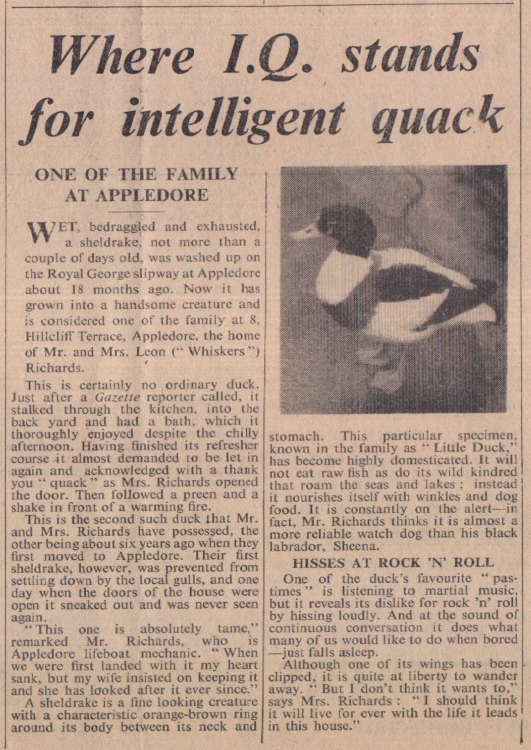 Where I.Q. stands
for intelligent quack
ONE OF THE FAMILY
AT APPLEDORE
WET, bedraggled and exhausted,
a sheldrake, not more than a
couple of days old, was washed up on
the Royal George slipway at Appledore
about 18 months ago. Now it has
grown into a handsome creature and
is considered one of the family at 8,
Hillcliff Terrace, Appledore, the home
of Mr. and Mrs. Leon (“ Whiskers ”)
Richards.
This is certainly no ordinary duck.
Just after a Gazette reporter called, it
stalked through the kitchen, into the
back yard and had a bath, which it
thoroughly enjoyed despite the chilly
afternoon. Having finished its refresher
course it almost demanded to be let in
again and acknowledged with a thank
you “ quack ” as Mrs. Richards opened
the door. Then followed a preen and a
shake in front of a warming fire.
This is the second such duck that Mr.
and Mrs. Richards have possessed, the
other being about six years ago when they
first moved to Appledore. Their first
sheldrake, however, was prevented from
settling down by the local gulls, and one
day when the doors of the house were
open it sneaked out and was never seen
again.
“ This one is absolutely tame,”
remarked Mr. Richards, who is
Appledore lifeboat mechanic. “ When
we were first landed with it my heart
sank, but my wife insisted on keeping it
and she has looked after it ever since.”
A sheldrake is a fine looking creature
with a characteristic orange-brown ring
around its body between its neck and
stomach. This particular specimen,
known in the family as “ Little Duck,”
has become highly domesticated. It will
not eat raw fish as do its wild kindred
that roam the seas and lakes ; instead
it nourishes itself with winkles and dog
food. It is constantly on the alert—in
fact, Mr. Richards thinks it is almost a
more reliable watch dog than his black
labrador, Sheena.
HISSES AT ROCK ’N’ ROLL
One of the duck’s favourite “ pas-
times ” is listening to martial music,
but it reveals its dislike for rock ’n’ roll
by hissing loudly. And at the sound of
continuous conversation it does what
many of us would like to do when bored
—just falls asleep.
Although one of its wings has been
clipped, it is quite at liberty to wander
away. “ But I don’t think it wants to,”
says Mrs. Richards : “ I should think
it will live for ever with the life it leads
in this house.”